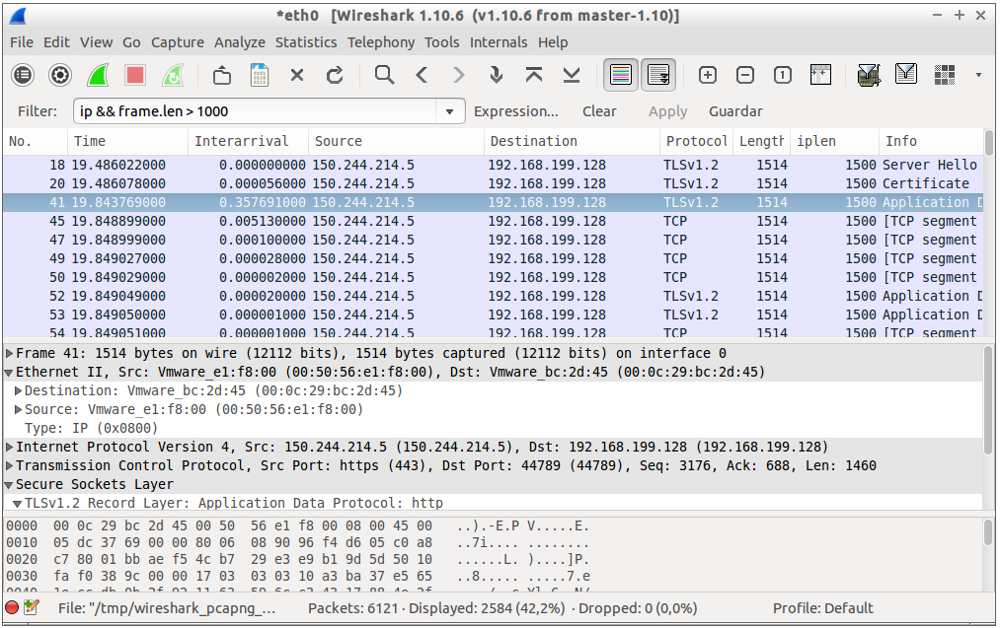 *eth0 [Wireshark 1.10.6 (v1.10.6 from master-1.10)]
File Edit View Go Capture Analyze Statistics Telephony Tools Internals Help
Filter: ip && frame.len > 1000 Expression... Clear Apply Guardar
No. Time Interarrival Source Destination Protocol Length iplen Info
18 19.486022000 0.000000000 150.244.214.5 192.168.199.128 TLSv1.2 1514 1500 Server Hello
20 19.486078000 0.000056000 150.244.214.5 192.168.199.128 TLSv1.2 1514 1500 Certificate
41 19.843769000 0.357691000 150.244.214.5 192.168.199.128 TLSv1.2 1514 1500 Application D
45 19.848899000 0.005130000 150.244.214.5 192.168.199.128 TCP 1514 1500 [TCP segment
47 19.848999000 0.000100000 150.244.214.5 192.168.199.128 TCP 1514 1500 [TCP segment
49 19.849027000 0.000028000 150.244.214.5 192.168.199.128 TCP 1514 1500 [TCP segment
50 19.849029000 0.000002000 150.244.214.5 192.168.199.128 TCP 1514 1500 [TCP segment
52 19.849049000 0.000020000 150.244.214.5 192.168.199.128 TLSv1.2 1514 1500 Application D
53 19.849050000 0.000001000 150.244.214.5 192.168.199.128 TLSv1.2 1514 1500 Application D
54 19.849051000 0.000001000 150.244.214.5 192.168.199.128 TCP 1514 1500 [TCP segment
Frame 41: 1514 bytes on wire (12112 bits), 1514 bytes captured (12112 bits) on interface 0
Ethernet II, Src: Vmware_e1:f8:00 (00:50:56:e1:f8:00), Dst: Vmware_bc:2d:45 (00:0c:29:bc:2d:45)
Destination: Vmware_bc:2d:45 (00:0c:29:bc:2d:45)
Source: Vmware_e1:f8:00 (00:50:56:e1:f8:00)
Type: IP (0x0800)
Internet Protocol Version 4, Src: 150.244.214.5 (150.244.214.5), Dst: 192.168.199.128 (192.168.199.128)
Transmission Control Protocol, Src Port: https (443), Dst Port: 44789 (44789), Seq: 3176, Ack: 688, Len: 1460
Secure Sockets Layer
TLSv1.2 Record Layer: Application Data Protocol: http
0000 00 0c 29 bc 2d 45 00 50 56 e1 f8 00 08 00 45 00 ..).-E.P V.....E.
0010 05 dc 37 69 00 00 80 06 08 90 96 f4 d6 05 c0 a8 ..7i.... ........
0020 c7 80 01 bb ae f5 4c b7 29 e3 e9 b1 9d 5d 50 10 ......L. )....]P.
0030 fa f0 38 9c 00 00 17 03 03 03 10 a3 ba 37 e5 65 ..8..... .....7.e
File: "/tmp/wireshark_pcapng_... Packets: 6121 · Displayed: 2584 (42,2%) · Dropped: 0 (0,0%) Profile: Default